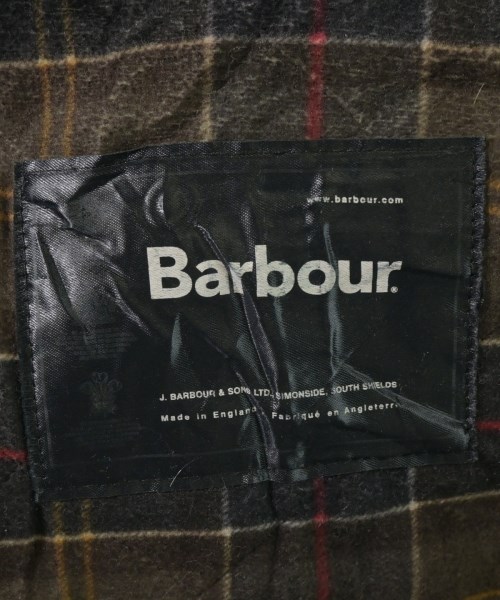 www.barbour.com
Barbour®
J. BARBOUR & SONS LTD. SIMONSIDE, SOUTH SHIELDS
Made in England · Fabriqué en Angleterre